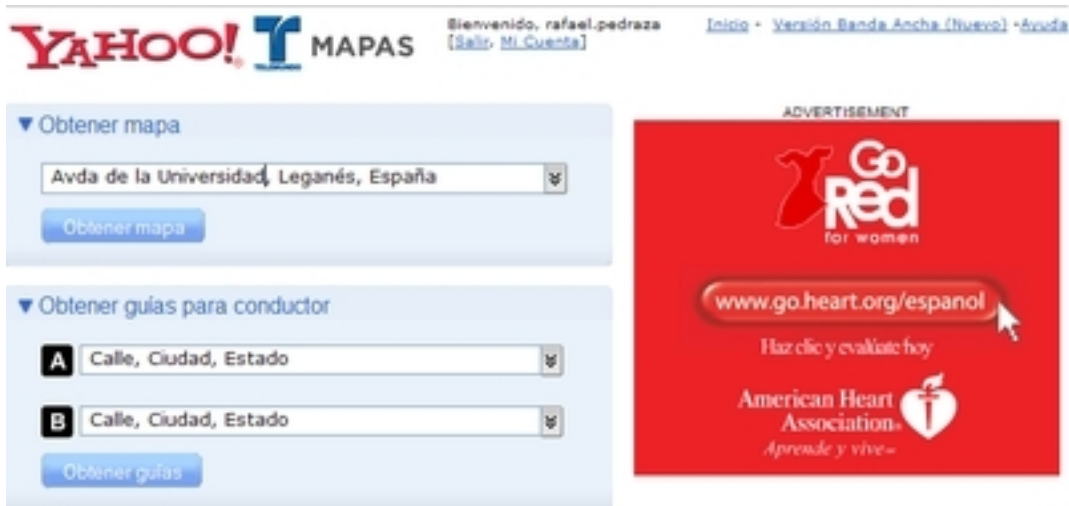 YAHOO! T MAPAS
TELEMUNDO
Bienvenido, rafael.pedraza
[Salir, Mi Cuenta]
Inicio - Versión Banda Ancha (Nuevo) -Ayuda
Obtener mapa
Avda de la Universidad, Leganés, España
Obtener mapa
Obtener guías para conductor
A Calle, Ciudad, Estado
B Calle, Ciudad, Estado
Obtener guías
ADVERTISEMENT
Go
Red
for women
www.go.heart.org/espanol
Haz clic y evalúate hoy
American Heart
Association®
Aprende y vive℠